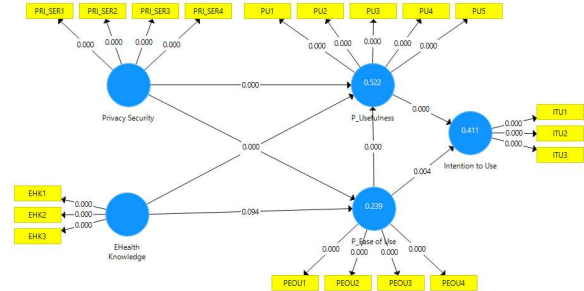 PRI_SER1 PRI_SER2 PRI_SER3 PRI_SER4 PU1 PU2 PU3 PU4 PU5
0.000 0.000 0.000 0.000 0.000 0.000 0.000 0.000 0.000
0.522
0.000
Privacy Security P_Usefulness
0.000
ITU1
0.000
0.411
0.000 ITU2
0.000
ITU3
0.000 0.000
Intention to Use
0.004
EHK1
0.000
EHK2 0.000
0.000
EHK3
0.094
0.239
EHealth
Knowledge
P_Ease of Use
0.000 0.000 0.000 0.000
PEOU1 PEOU2 PEOU3 PEOU4